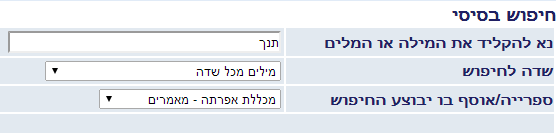 חיפוש בסיסי
נא להקליד את המילה או המלים תנך
שדה לחיפוש מילים מכל שדה
ספרייה/אוסף בו יבוצע החיפוש מכללת אפרתה - מאמרים